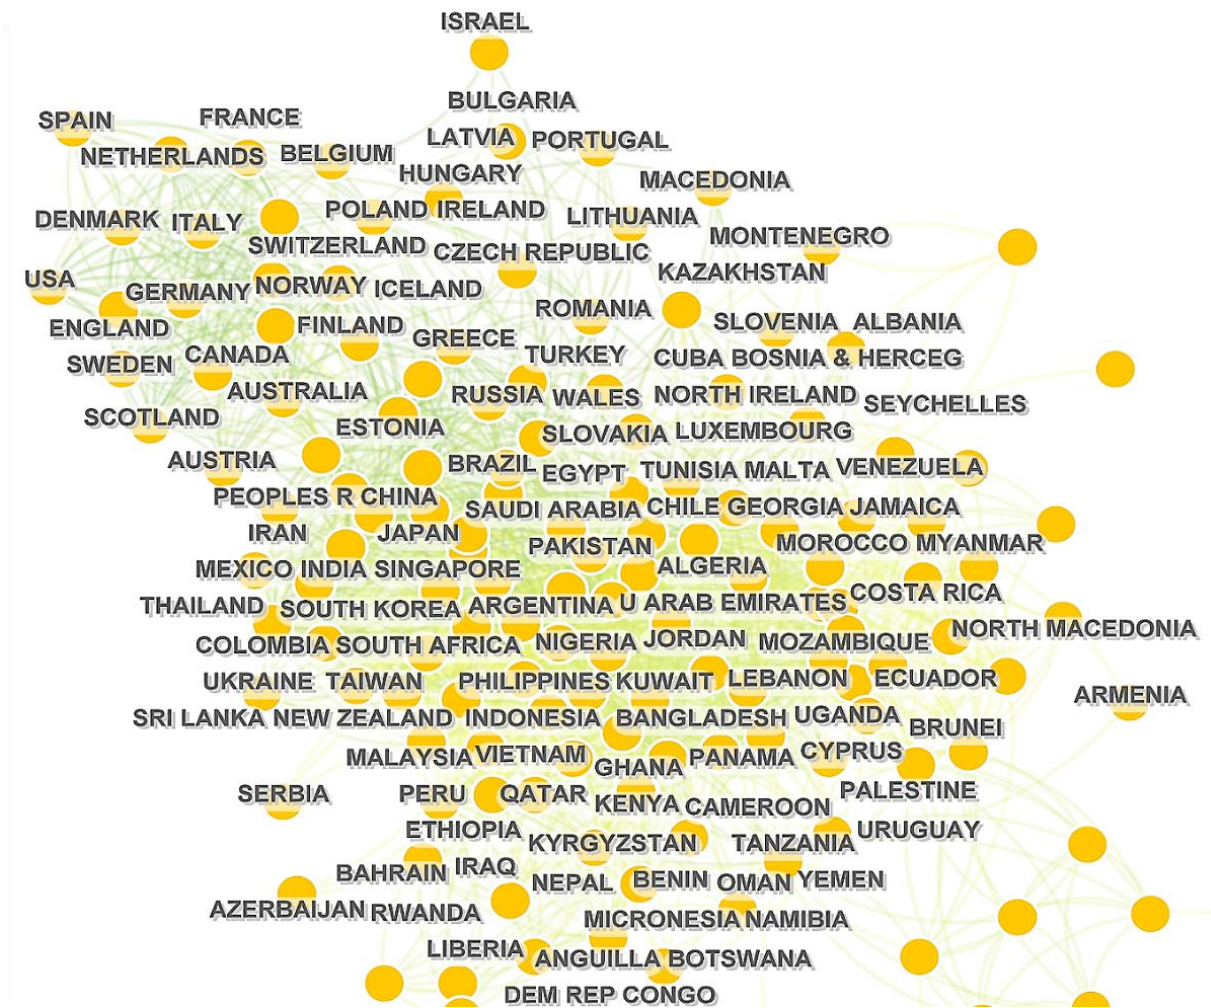 ISRAEL
BULGARIA
SPAIN FRANCE
LATVIA PORTUGAL
NETHERLANDS BELGIUM
HUNGARY
MACEDONIA
DENMARK ITALY POLAND IRELAND LITHUANIA
MONTENEGRO
SWITZERLAND CZECH REPUBLIC
KAZAKHSTAN
USA GERMANY NORWAY ICELAND
ROMANIA
ENGLAND FINLAND SLOVENIA ALBANIA
GREECE
SWEDEN CANADA TURKEY CUBA BOSNIA & HERCEG
AUSTRALIA RUSSIA WALES NORTH IRELAND SEYCHELLES
SCOTLAND ESTONIA SLOVAKIA LUXEMBOURG
AUSTRIA BRAZIL EGYPT TUNISIA MALTA VENEZUELA
PEOPLES R CHINA SAUDI ARABIA CHILE GEORGIA JAMAICA
IRAN JAPAN PAKISTAN MOROCCO MYANMAR
MEXICO INDIA SINGAPORE ALGERIA
THAILAND SOUTH KOREA ARGENTINA U ARAB EMIRATES COSTA RICA
COLOMBIA SOUTH AFRICA NIGERIA JORDAN MOZAMBIQUE NORTH MACEDONIA
UKRAINE TAIWAN PHILIPPINES KUWAIT LEBANON ECUADOR
ARMENIA
SRI LANKA NEW ZEALAND INDONESIA BANGLADESH UGANDA BRUNEI
MALAYSIA VIETNAM GHANA PANAMA CYPRUS
SERBIA PERU QATAR KENYA CAMEROON PALESTINE
ETHIOPIA KYRGYZSTAN TANZANIA URUGUAY
BAHRAIN IRAQ NEPAL BENIN OMAN YEMEN
AZERBAIJAN RWANDA MICRONESIA NAMIBIA
LIBERIA ANGUILLA BOTSWANA
DEM REP CONGO